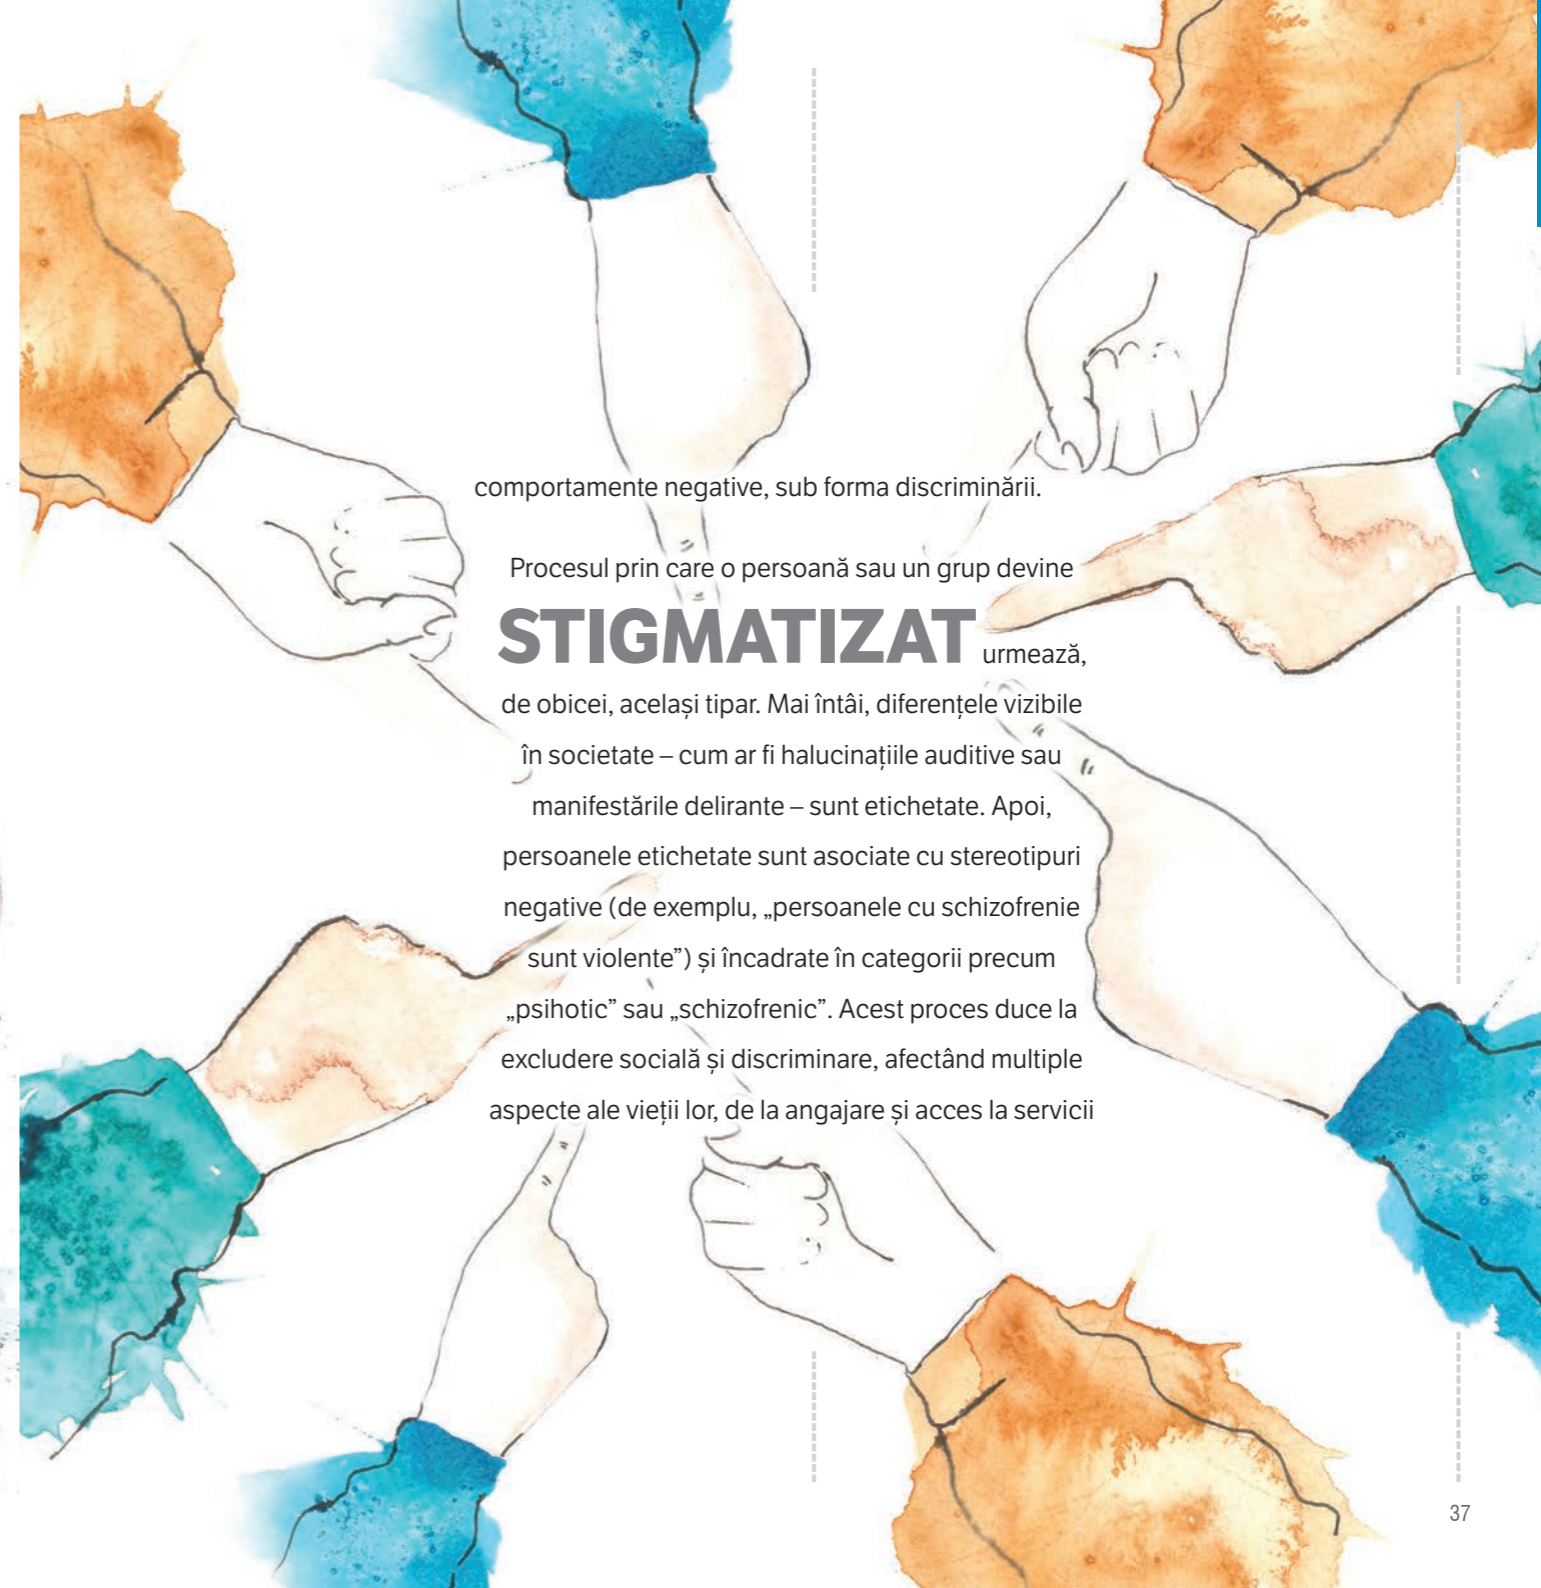 comportamente negative, sub forma discriminării.
Procesul prin care o persoană sau un grup devine
STIGMATIZAT urmează,
de obicei, același tipar. Mai întâi, diferențele vizibile
în societate – cum ar fi halucinațiile auditive sau
manifestările delirante – sunt etichetate. Apoi,
persoanele etichetate sunt asociate cu stereotipuri
negative (de exemplu, „persoanele cu schizofrenie
sunt violente”) și încadrate în categorii precum
„psihotic” sau „schizofrenic”. Acest proces duce la
excludere socială și discriminare, afectând multiple
aspecte ale vieții lor, de la angajare și acces la servicii
37